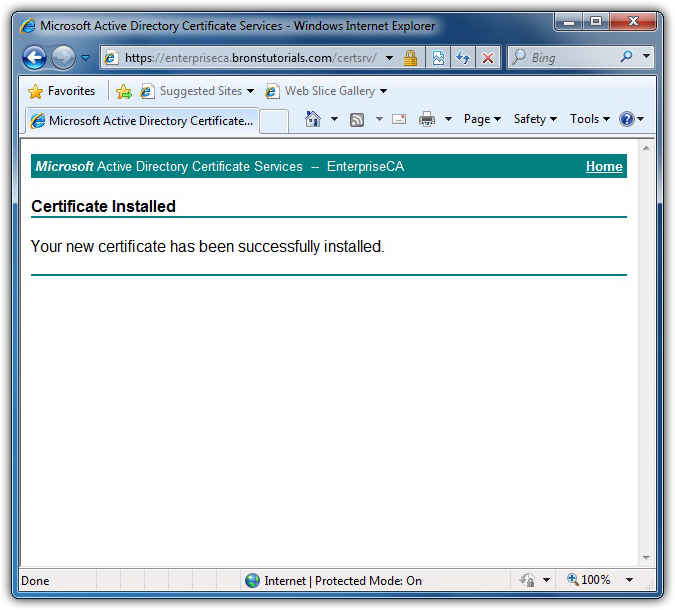 Microsoft Active Directory Certificate Services - Windows Internet Explorer
https://enterpriseca.bronstutorials.com/certsrv/
Bing
Favorites
Suggested Sites
Web Slice Gallery
Microsoft Active Directory Certificate...
Page
Safety
Tools
Microsoft Active Directory Certificate Services -- EnterpriseCA
Home
Certificate Installed
Your new certificate has been successfully installed.
Done
Internet | Protected Mode: On
100%